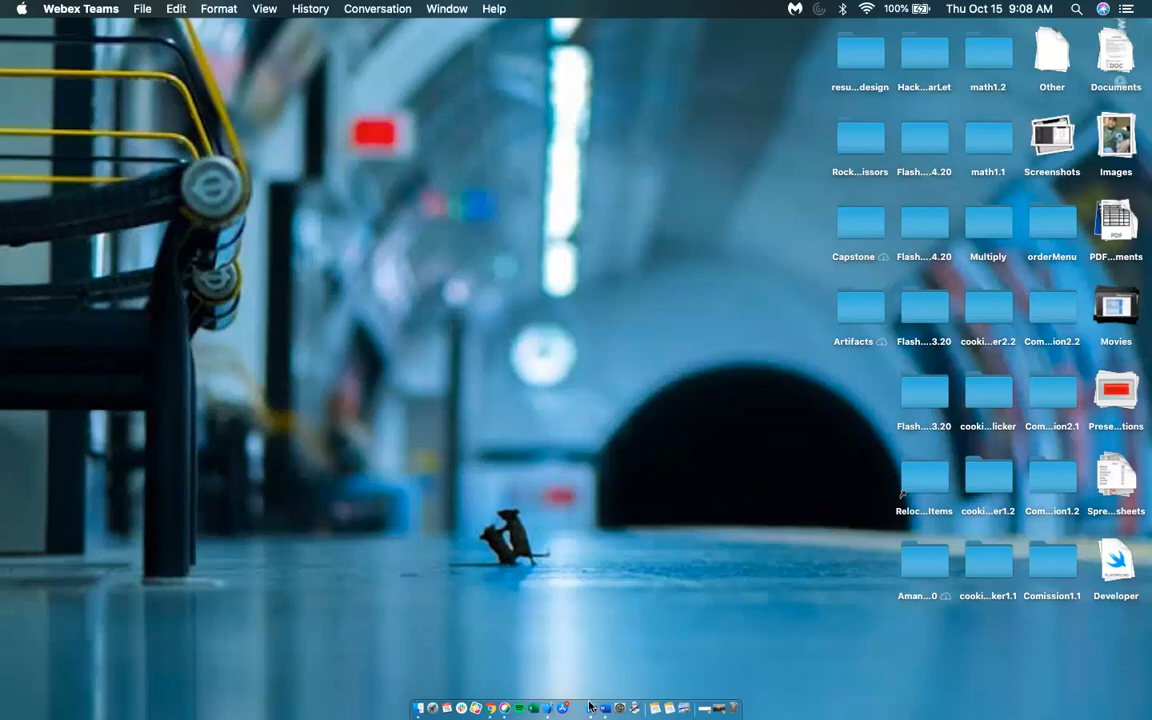 Webex Teams File Edit Format View History Conversation Window Help 100% Thu Oct 15 9:08 AM
resu...design Hack...arLet math1.2 Other Documents
DOC
Rock...issors Flash....4.20 math1.1 Screenshots Images
Capstone Flash....4.20 Multiply orderMenu PDF...ments
PDF
Artifacts Flash....3.20 cooki...er2.2 Com...ion2.2 Movies
Flash....3.20 cooki...licker Com...ion2.1 Prese...tions
Reloc...Items cooki...er1.2 Com...ion1.2 Spre...sheets
Aman...0 cooki...ker1.1 Comission1.1 Developer